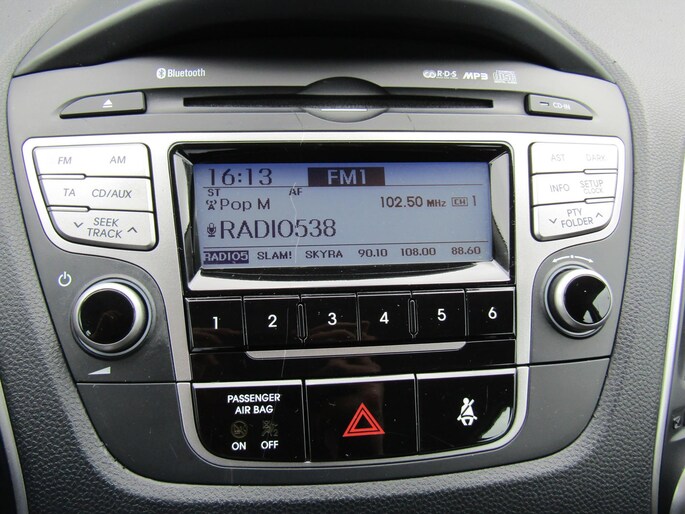 Bluetooth
R·D·S MP3
CD-IN
FM AM
TA CD/AUX
SEEK
TRACK
16:13 FM1
ST AF
Pop M 102.50 MHz CH 1
RADIO538
RADIO5 SLAM! SKYRA 90.10 108.00 88.60
AST DARK
INFO SETUP
CLOCK
PTY
FOLDER
1 2 3 4 5 6
PASSENGER
AIR BAG
ON OFF